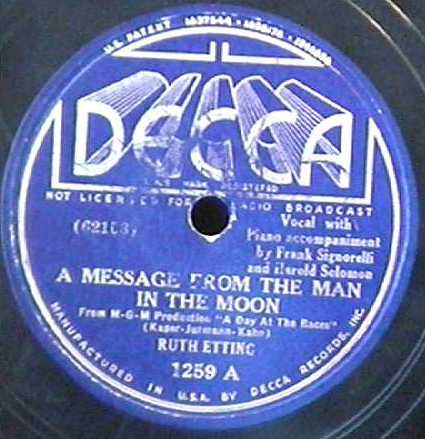 U.S. PATENT
DECCA
NOT LICENSED FOR RADIO BROADCAST
Vocal with
Piano accompaniment
by Frank Signorelli
and Harold Solomon
A MESSAGE FROM THE MAN
IN THE MOON
From M-G-M Production "A Day At The Races"
(Kaper-Jurmann-Kahn)
RUTH ETTING
1259 A
MANUFACTURED IN U.S.A. BY DECCA RECORDS, INC.